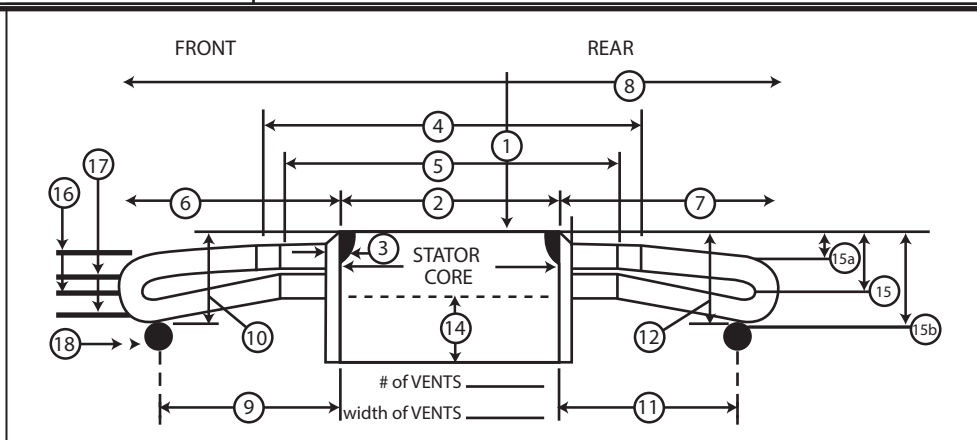 FRONT REAR
8
4
1
17
5
16
6 2 7
3
STATOR
CORE
15a
15
10 14 12 15b
18
# of VENTS
9 11
width of VENTS